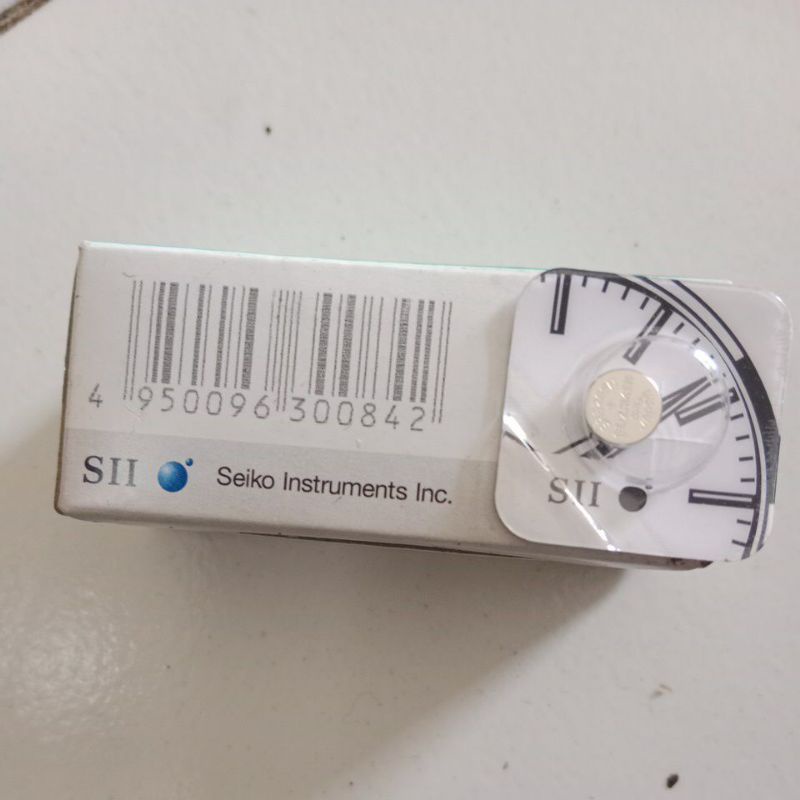 4 950096 300842
SII
Seiko Instruments Inc.
SII